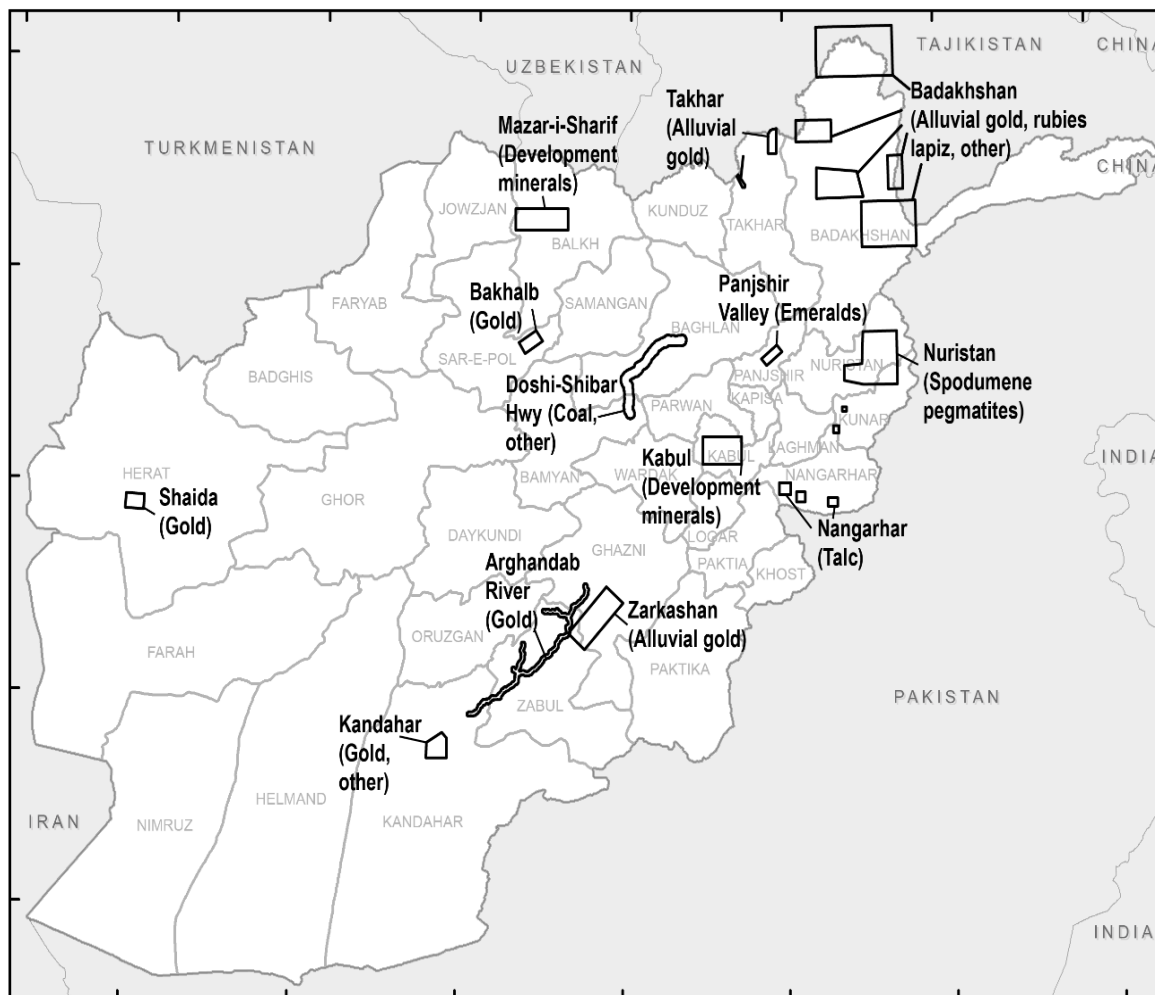 UZBEKISTAN
TAJIKISTAN
CHINA
TURKMENISTAN
CHINA
Takhar
(Alluvial
gold)
Badakhshan
(Alluvial gold, rubies
lapiz, other)
Mazar-i-Sharif
(Development
minerals)
JOWZJAN
BALKH
KUNDUZ
TAKHAR
BADAKHSHAN
FARYAB
Bakhalb
(Gold)
SAMANGAN
Panjshir
Valley (Emeralds)
BAGHLAN
SAR-E-POL
BADGHIS
PANJSHIR
NURISTAN
Nuristan
(Spodumene
pegmatites)
Doshi-Shibar
Hwy (Coal,
other)
PARWAN
KAPISA
KUNAR
LAGHMAN
KABUL
Kabul
(Development
minerals)
HERAT
Shaida
(Gold)
GHOR
BAMYAN
WARDAK
NANGARHAR
INDIA
Nangarhar
(Talc)
DAYKUNDI
GHAZNI
LOGAR
PAKTIA
KHOST
Arghandab
River
(Gold)
Zarkashan
(Alluvial gold)
ORUZGAN
FARAH
PAKTIKA
ZABUL
PAKISTAN
Kandahar
(Gold,
other)
IRAN
NIMRUZ
HELMAND
KANDAHAR
INDIA